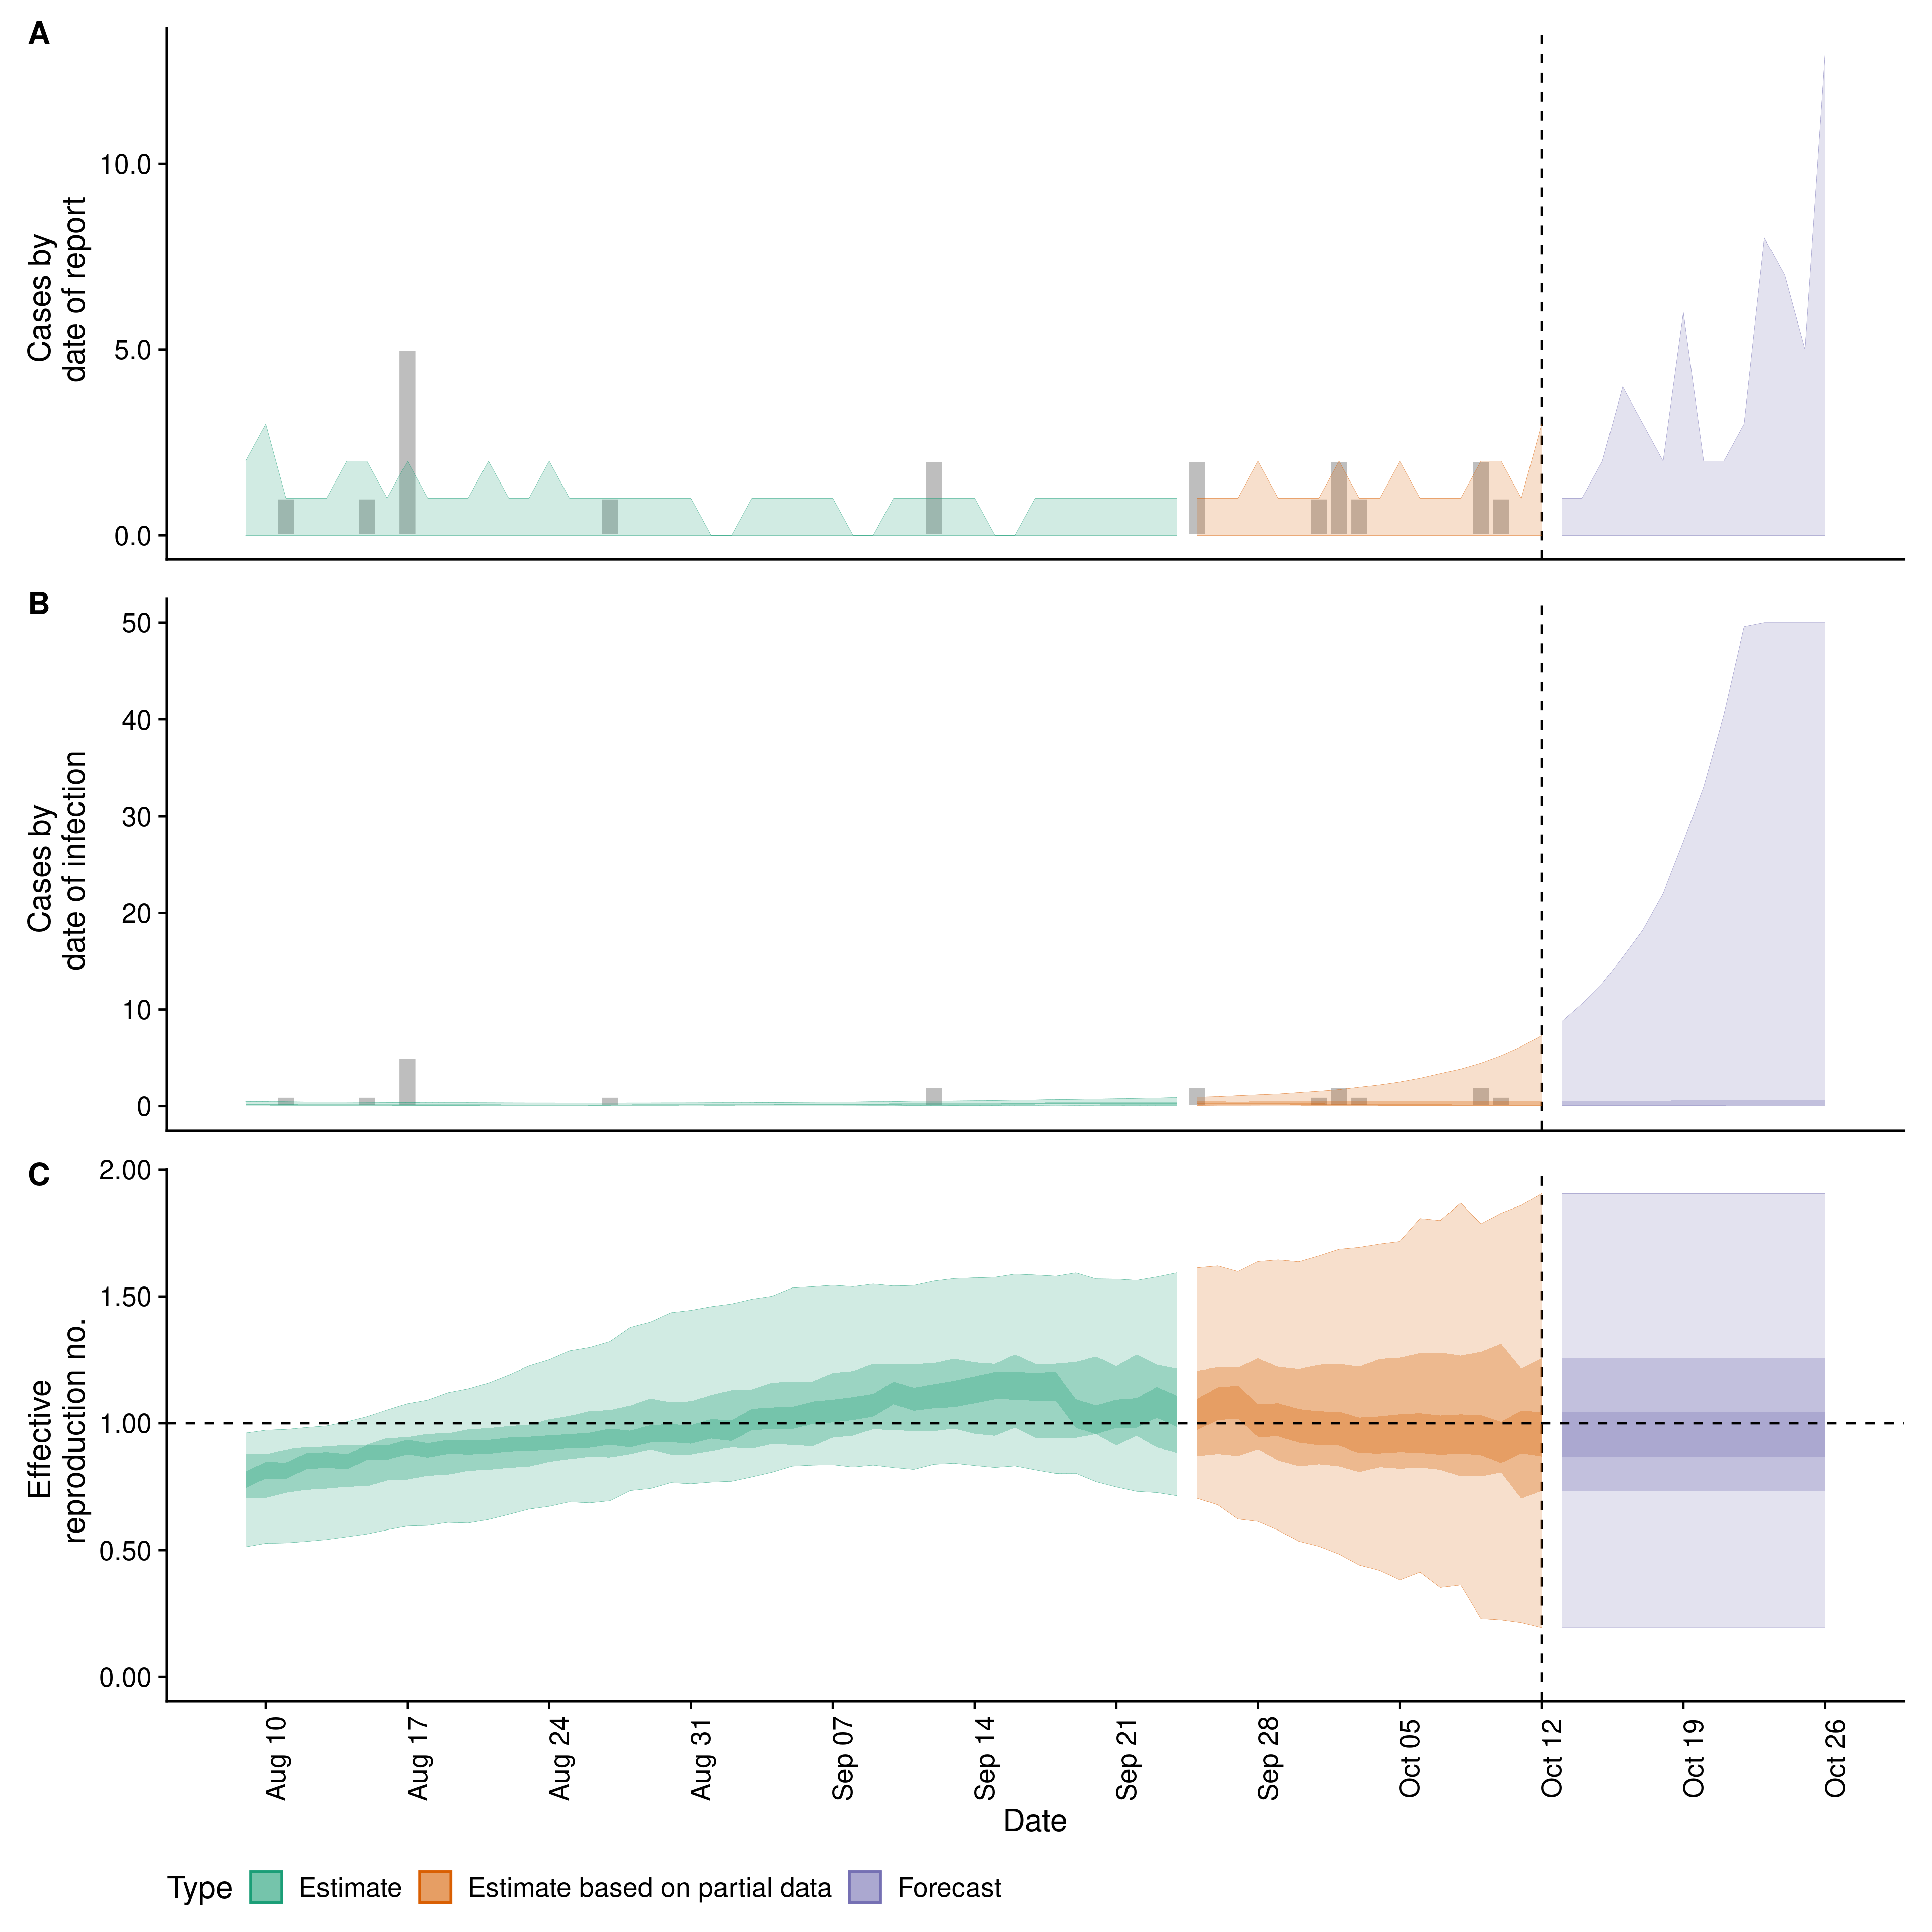 A
Cases by
date of report
10.0
5.0
0.0
B
Cases by
date of infection
50
40
30
20
10
0
C
Effective
reproduction no.
2.00
1.50
1.00
0.50
0.00
Aug 10
Aug 17
Aug 24
Aug 31
Sep 07
Sep 14
Sep 21
Sep 28
Oct 05
Oct 12
Oct 19
Oct 26
Date
Type Estimate Estimate based on partial data Forecast